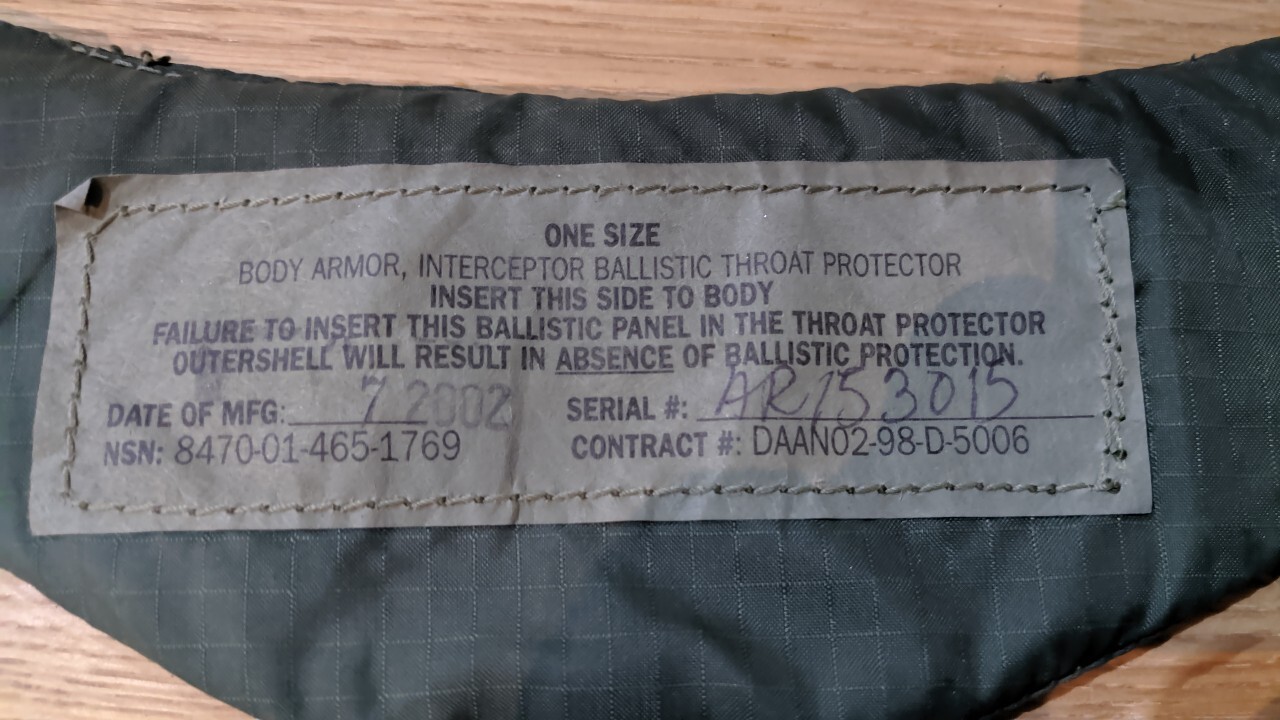 ONE SIZE
BODY ARMOR, INTERCEPTOR BALLISTIC THROAT PROTECTOR
INSERT THIS SIDE TO BODY
FAILURE TO INSERT THIS BALLISTIC PANEL IN THE THROAT PROTECTOR
OUTERSHELL WILL RESULT IN ABSENCE OF BALLISTIC PROTECTION.
DATE OF MFG: 7 2002 SERIAL #: AR153015
NSN: 8470-01-465-1769 CONTRACT #: DAAN02-98-D-5006